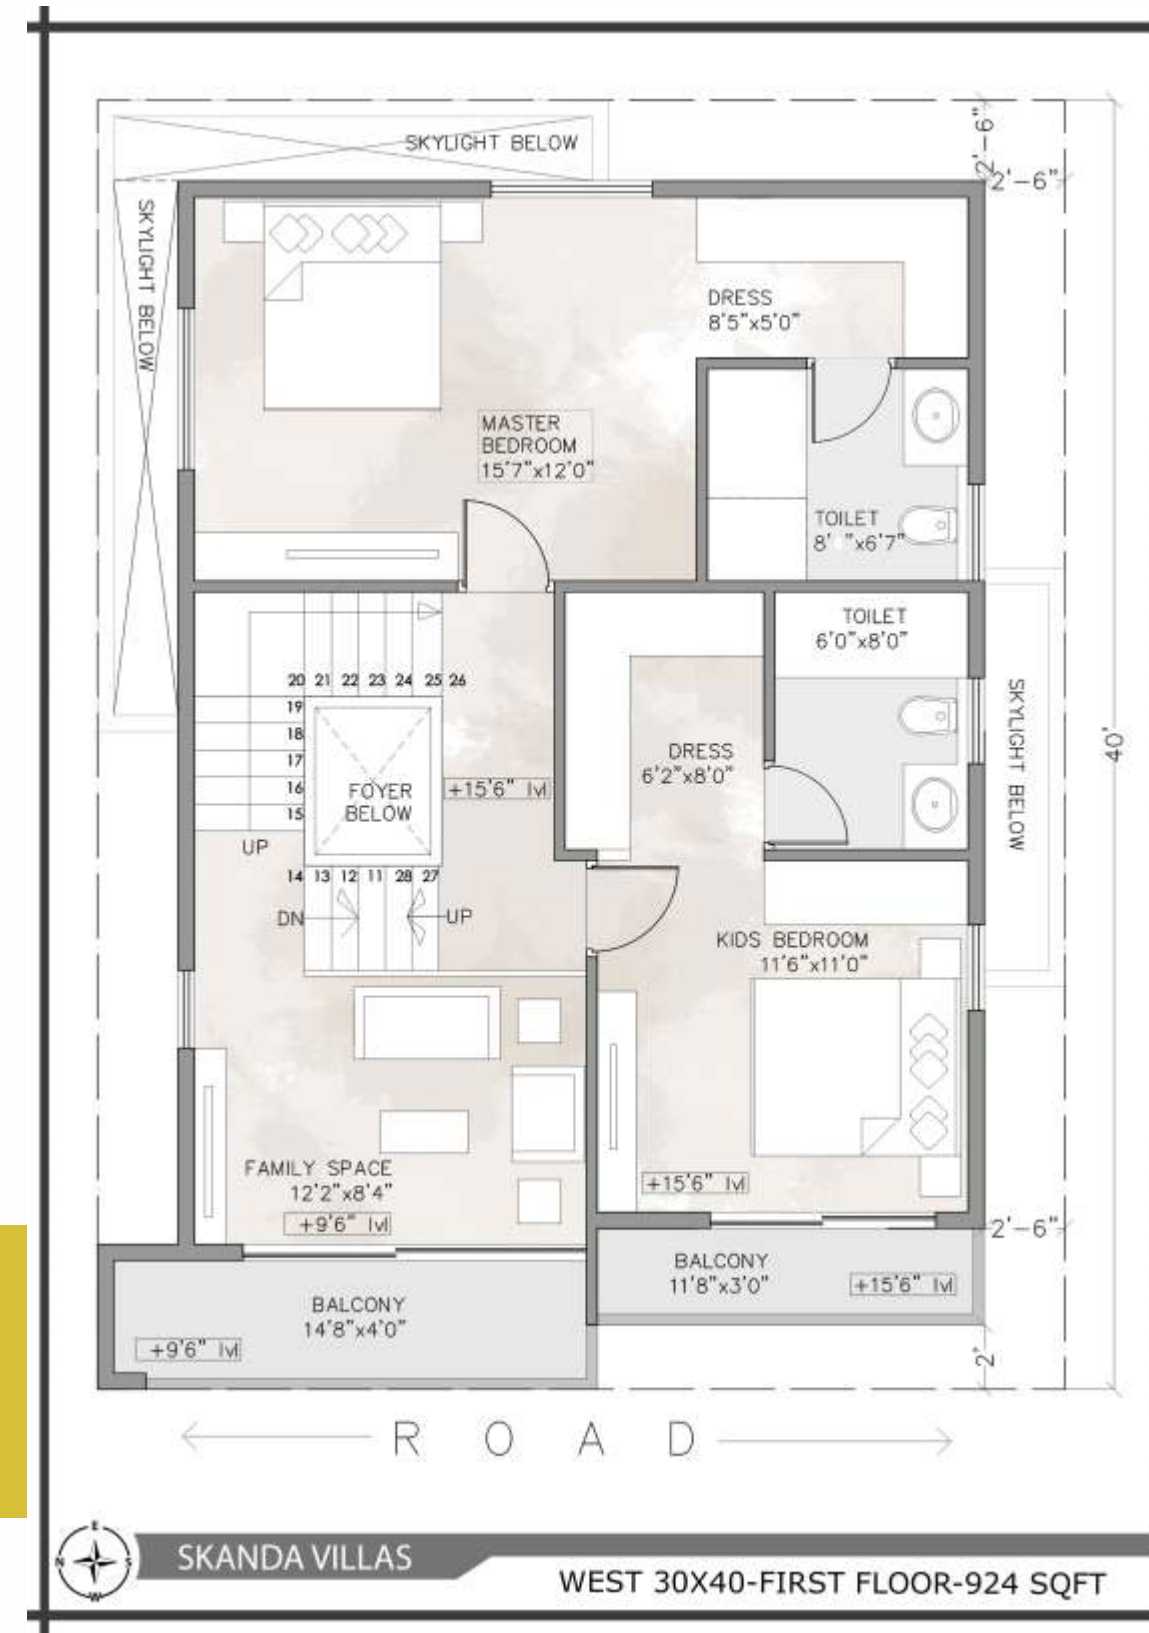 SKYLIGHT BELOW
2'-6"
2'-6"
SKYLIGHT BELOW
DRESS
8'5"x5'0"
MASTER
BEDROOM
15'7"x12'0"
TOILET
8' "x6'7"
TOILET
6'0"x8'0"
20 21 22 23 24 25 26
19
18
17
16
15
FOYER
BELOW
+15'6" lvl
DRESS
6'2"x8'0"
SKYLIGHT BELOW
40'
UP
14 13 12 11 28 27
DN
UP
KIDS BEDROOM
11'6"x11'0"
FAMILY SPACE
12'2"x8'4"
+9'6" lvl
+15'6" lvl
2'-6"
BALCONY
11'8"x3'0"
+15'6" lvl
BALCONY
14'8"x4'0"
+9'6" lvl
2'
ROAD
E
N S
W
SKANDA VILLAS
WEST 30X40-FIRST FLOOR-924 SQFT